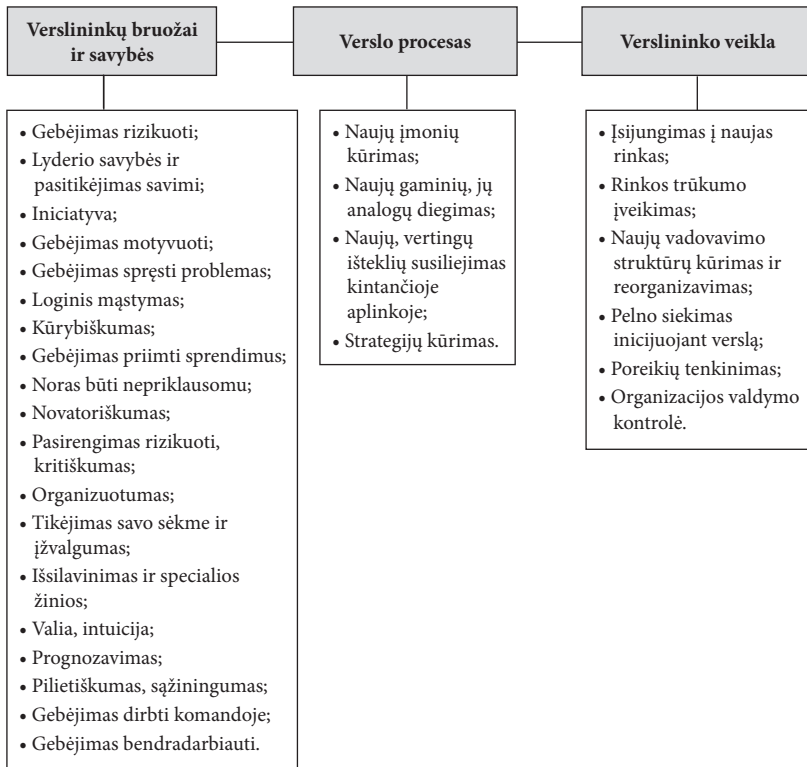 Verslininkų bruožai
ir savybės
Verslo procesas
Verslininko veikla
• Gebėjimas rizikuoti;
• Lyderio savybės ir
pasitikėjimas savimi;
• Iniciatyva;
• Gebėjimas motyvuoti;
• Gebėjimas spręsti problemas;
• Loginis mąstymas;
• Kūrybiškumas;
• Gebėjimas priimti sprendimus;
• Noras būti nepriklausomu;
• Novatoriškumas;
• Pasirengimas rizikuoti,
kritiškumas;
• Organizuotumas;
• Tikėjimas savo sėkme ir
įžvalgumas;
• Išsilavinimas ir specialios
žinios;
• Valia, intuicija;
• Prognozavimas;
• Pilietiškumas, sąžiningumas;
• Gebėjimas dirbti komandoje;
• Gebėjimas bendradarbiauti.
• Naujų įmonių
kūrimas;
• Naujų gaminių, jų
analogų diegimas;
• Naujų, vertingų
išteklių susiliejimas
kintančioje
aplinkoje;
• Strategijų kūrimas.
• Įsijungimas į naujas
rinkas;
• Rinkos trūkumo
įveikimas;
• Naujų vadovavimo
struktūrų kūrimas ir
reorganizavimas;
• Pelno siekimas
inicijuojant verslą;
• Poreikių tenkinimas;
• Organizacijos valdymo
kontrolė.